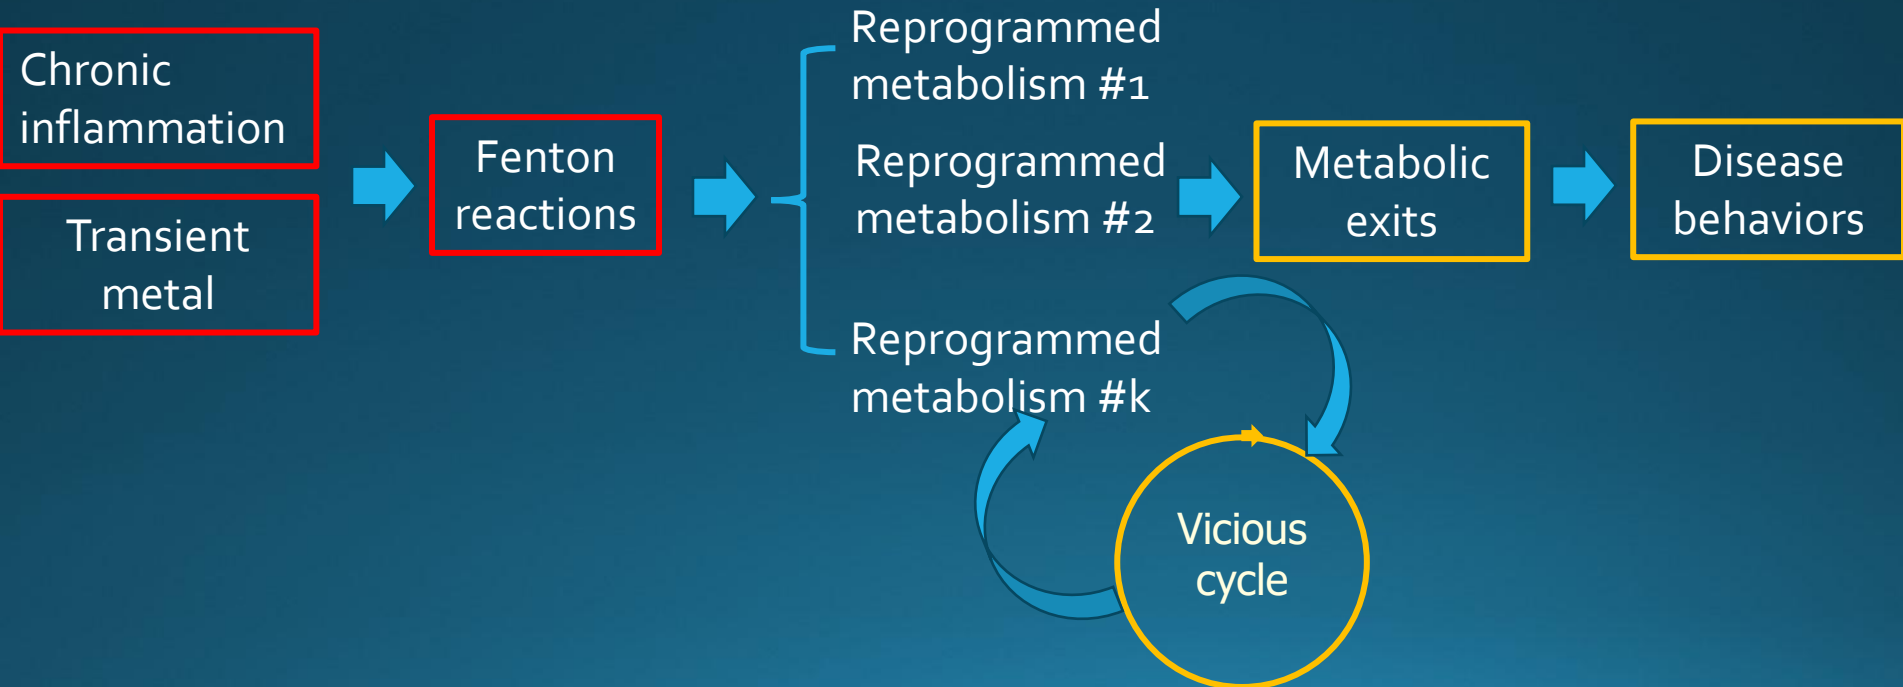 Chronic
inflammation
Transient
metal
Fenton
reactions
Reprogrammed
metabolism #1
Reprogrammed
metabolism #2
Reprogrammed
metabolism #k
Metabolic
exits
Disease
behaviors
Vicious
cycle